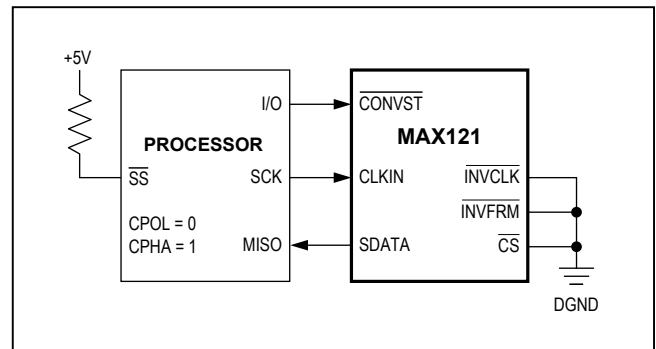 +5V
I/O
CONVST
PROCESSOR
MAX121
SS
SCK
CLKIN
INVCLK
INVFRM
CPOL = 0
CPHA = 1
MISO
SDATA
CS
DGND